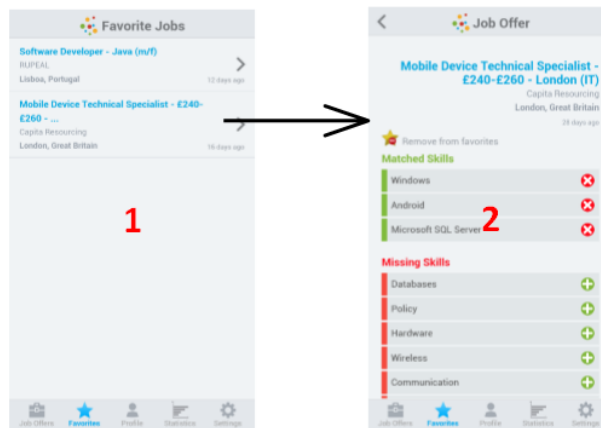 Favorite Jobs
Software Developer - Java (m/f)
RUPEAL
Lisboa, Portugal
12 days ago
Mobile Device Technical Specialist - £240-
£260 - ...
Capita Resourcing
London, Great Britain
16 days ago
1
Job Offers Favorites Profile Statistics Settings
Job Offer
Mobile Device Technical Specialist -
£240-£260 - London (IT)
Capita Resourcing
London, Great Britain
28 days ago
Remove from favorites
Matched Skills
Windows
Android
Microsoft SQL Server
2
Missing Skills
Databases
Policy
Hardware
Wireless
Communication
Job Offers Favorites Profile Statistics Settings